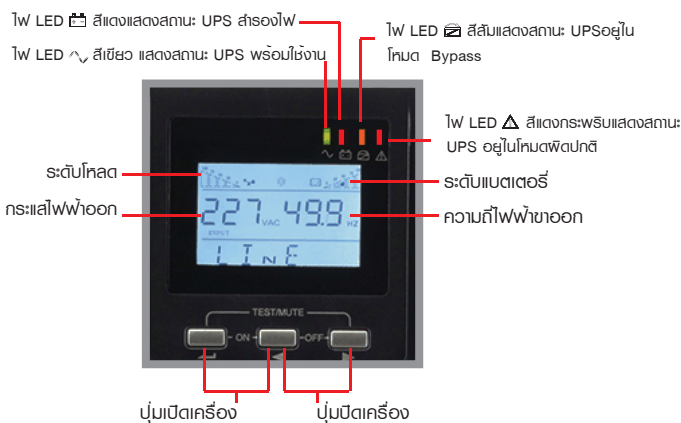 ไฟ LED สีแดงแสดงสถานะ UPS สำรองไฟ
ไฟ LED สีเขียว แสดงสถานะ UPS พร้อมใช้งาน
ไฟ LED สีส้มแสดงสถานะ UPSอยู่ใน
โหมด Bypass
ไฟ LED สีแดงกระพริบแสดงสถานะ
UPS อยู่ในโหมดผิดปกติ
ระดับโหลด
ระดับแบตเตอรี่
กระแสไฟฟ้าออก
ความถี่ไฟฟ้าขาออก
227 VAC 49.9 HZ
INPUT
LINE
TEST/MUTE
ON
OFF
ปุ่มเปิดเครื่อง
ปุ่มปิดเครื่อง